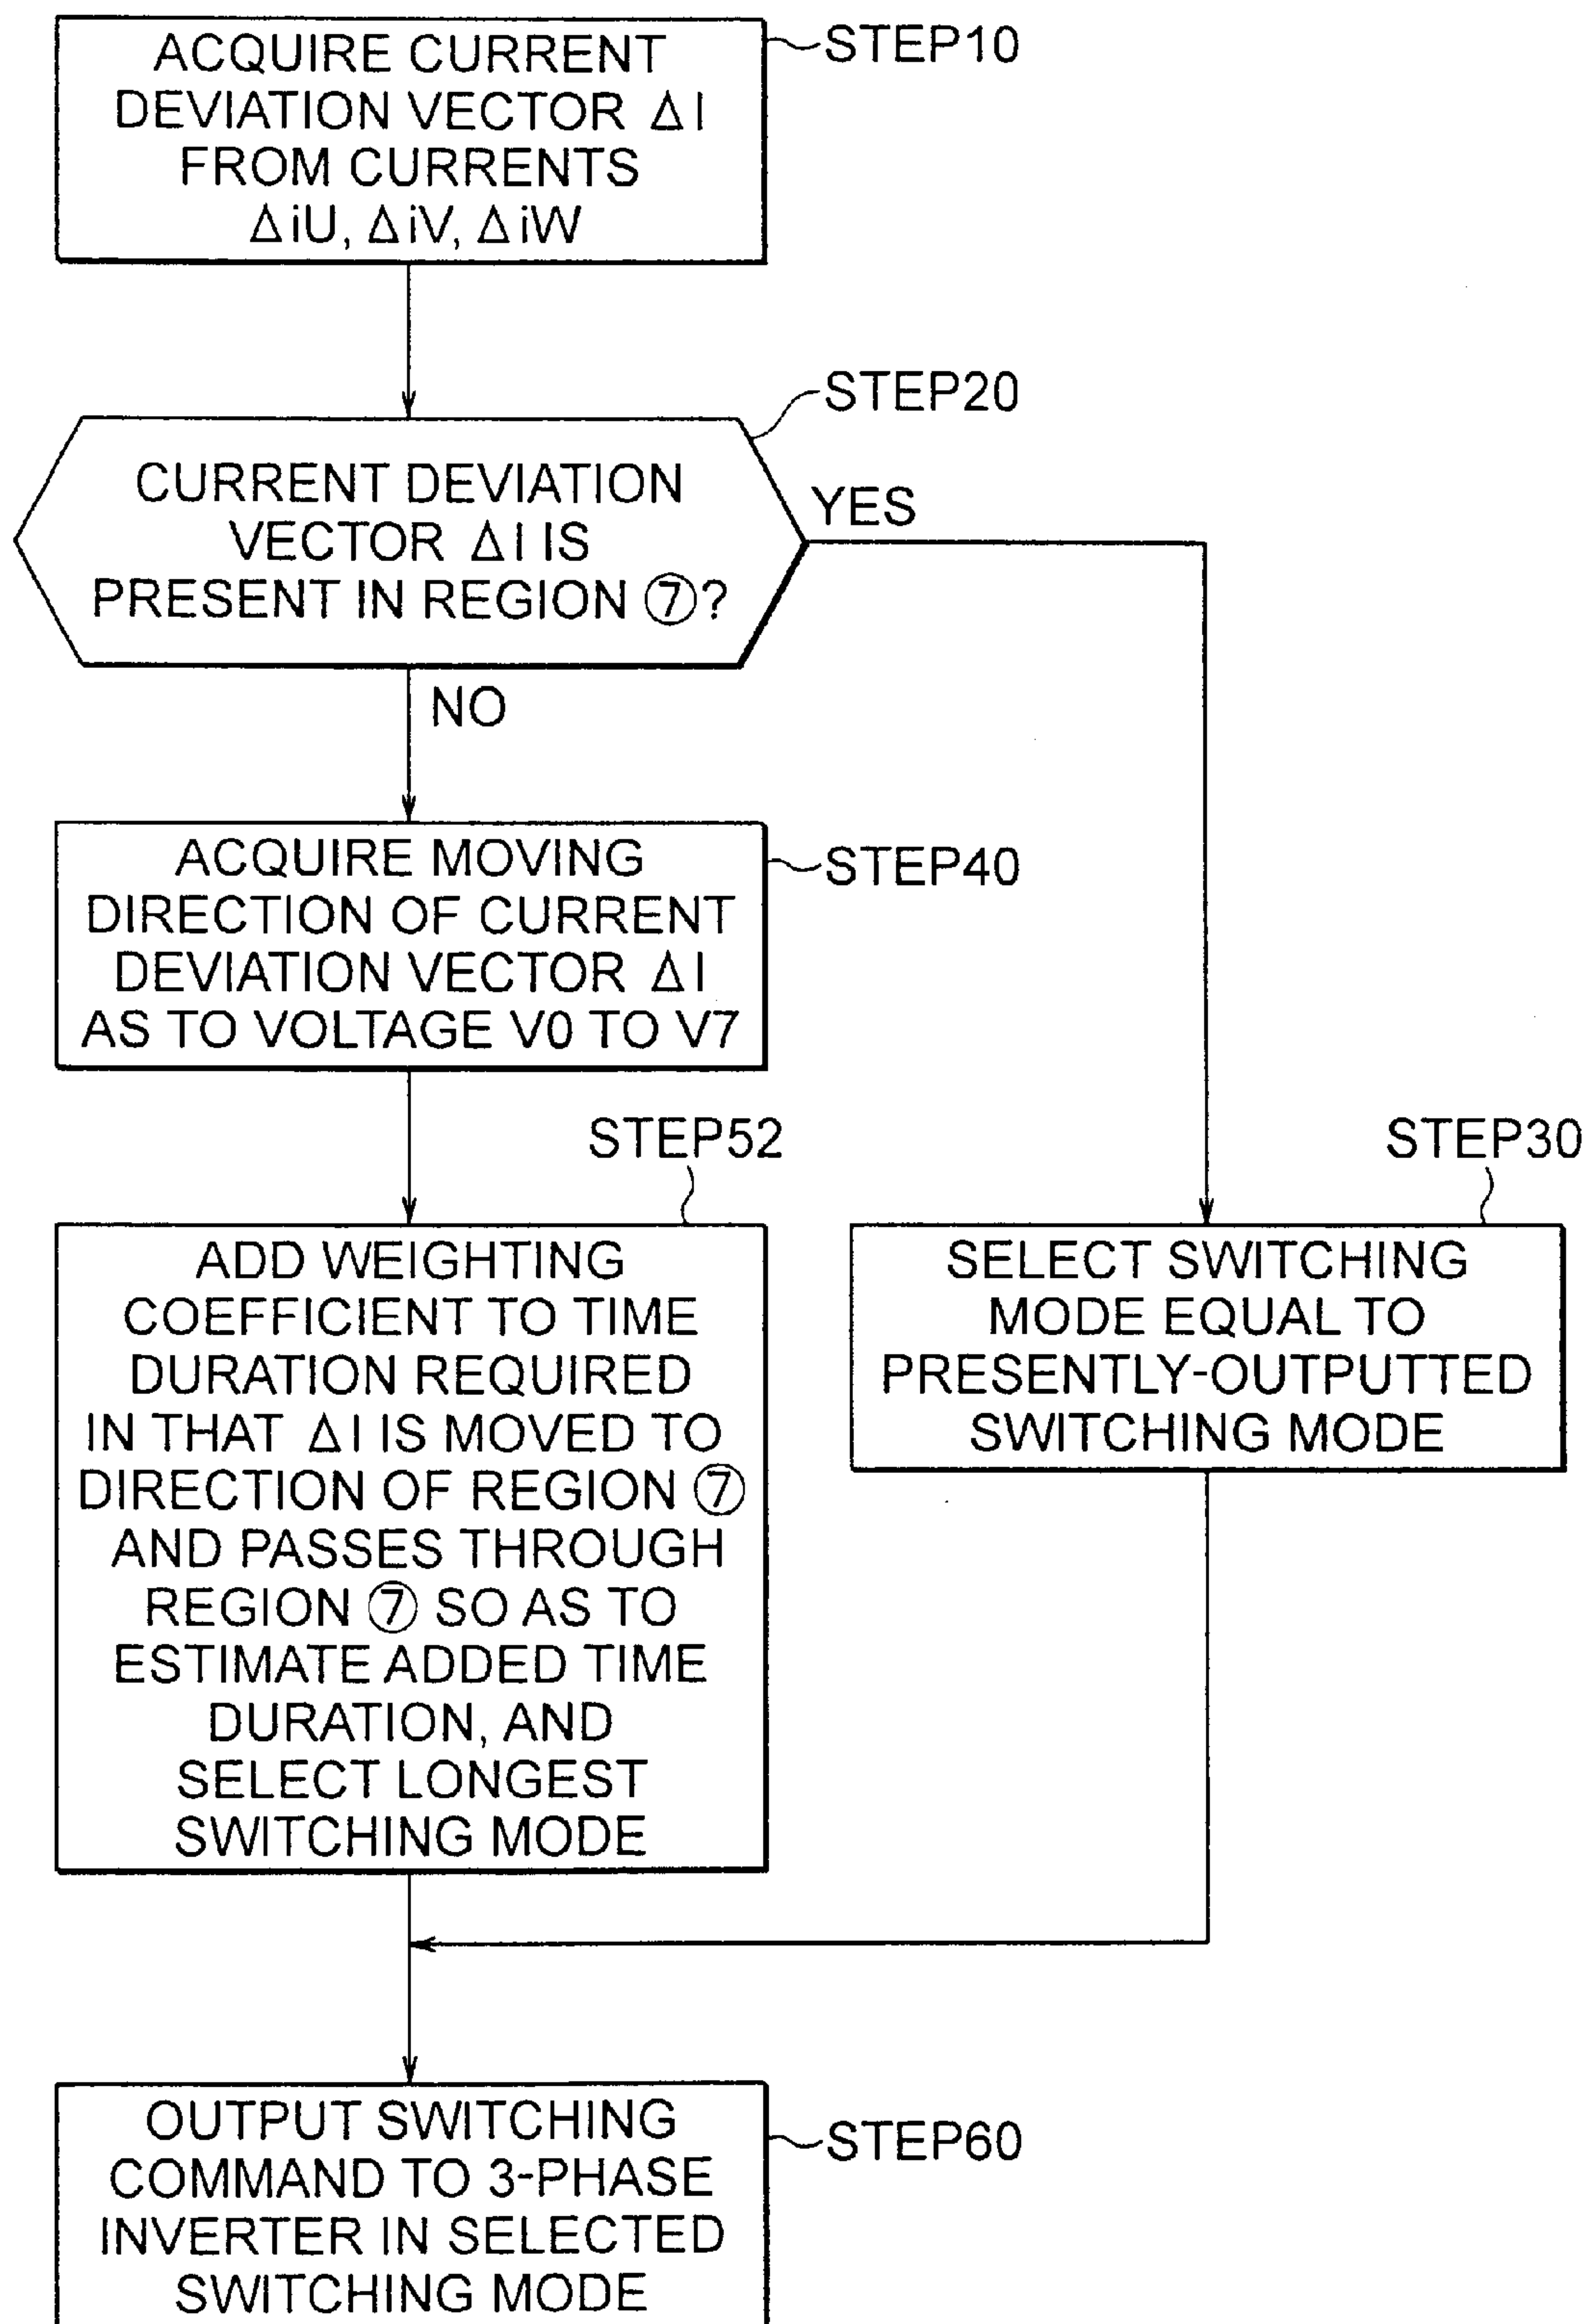 ACQUIRE CURRENT
DEVIATION VECTOR ΔI
FROM CURRENTS
ΔiU, ΔiV, ΔiW
STEP10
STEP20
CURRENT DEVIATION
VECTOR ΔI IS
PRESENT IN REGION ⑦?
YES
NO
ACQUIRE MOVING
DIRECTION OF CURRENT
DEVIATION VECTOR ΔI
AS TO VOLTAGE V0 TO V7
STEP40
STEP52
ADD WEIGHTING
COEFFICIENT TO TIME
DURATION REQUIRED
IN THAT ΔI IS MOVED TO
DIRECTION OF REGION ⑦
AND PASSES THROUGH
REGION ⑦ SO AS TO
ESTIMATE ADDED TIME
DURATION, AND
SELECT LONGEST
SWITCHING MODE
STEP30
SELECT SWITCHING
MODE EQUAL TO
PRESENTLY-OUTPUTTED
SWITCHING MODE
OUTPUT SWITCHING
COMMAND TO 3-PHASE
INVERTER IN SELECTED
SWITCHING MODE
STEP60